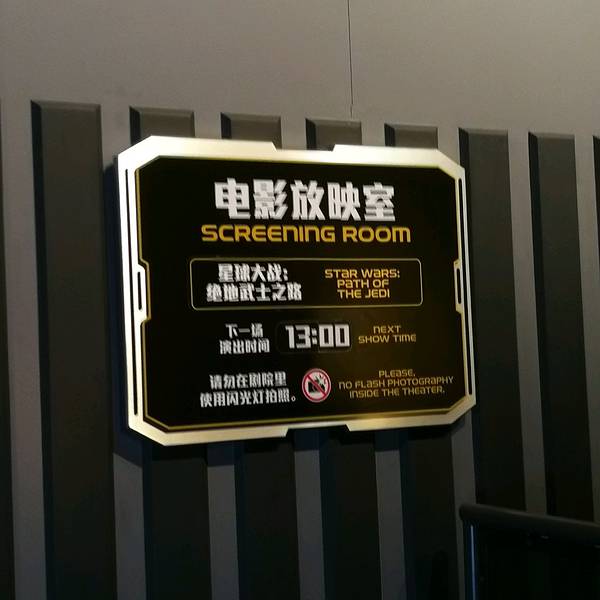 电影放映室
SCREENING ROOM
星球大战：
绝地武士之路
STAR WARS:
PATH OF
THE JEDI
下一场
演出时间
13:00
NEXT
SHOW TIME
请勿在剧院里
使用闪光灯拍照。
PLEASE,
NO FLASH PHOTOGRAPHY
INSIDE THE THEATER.